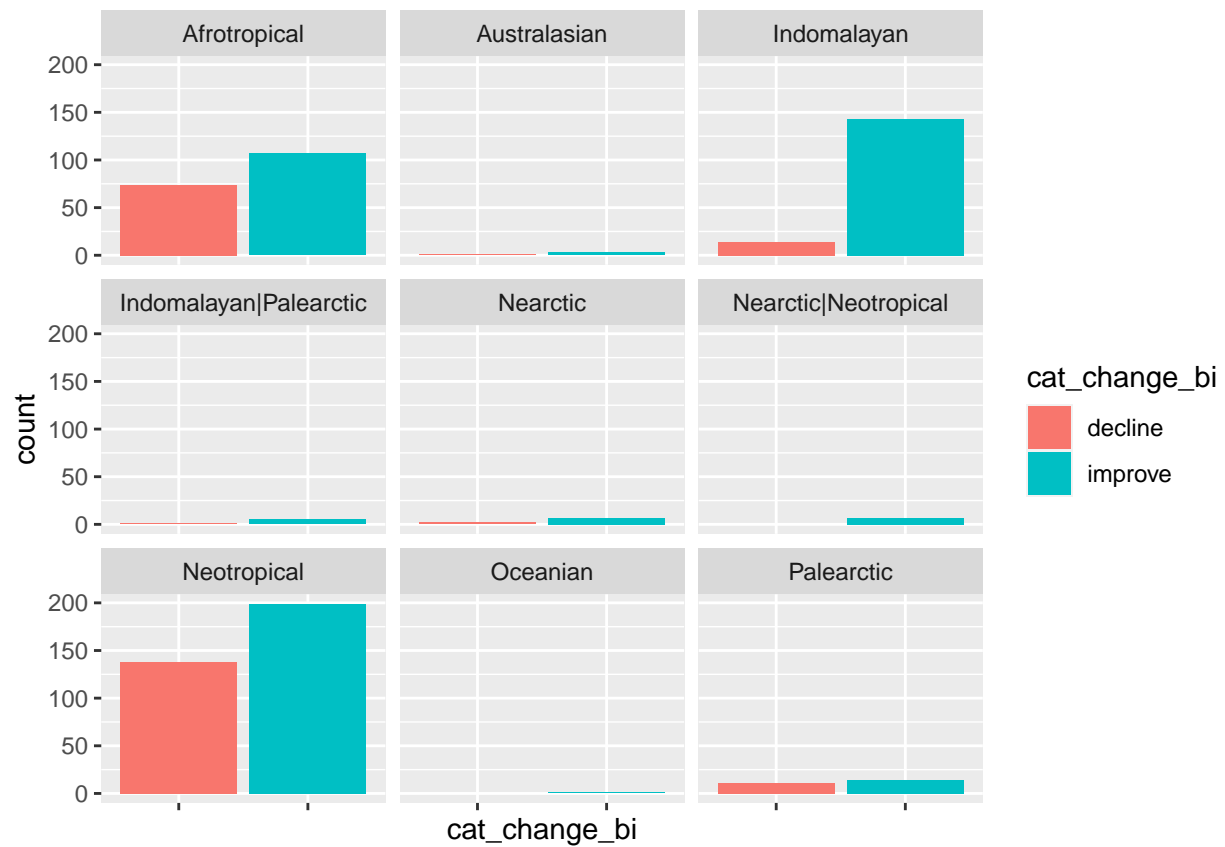 Afrotropical
Australasian
Indomalayan
200
150
100
50
0
Indomalayan|Palearctic
Nearctic
Nearctic|Neotropical
200
150
100
50
0
Neotropical
Oceanian
Palearctic
200
150
100
50
0
count
cat_change_bi
cat_change_bi
decline
improve